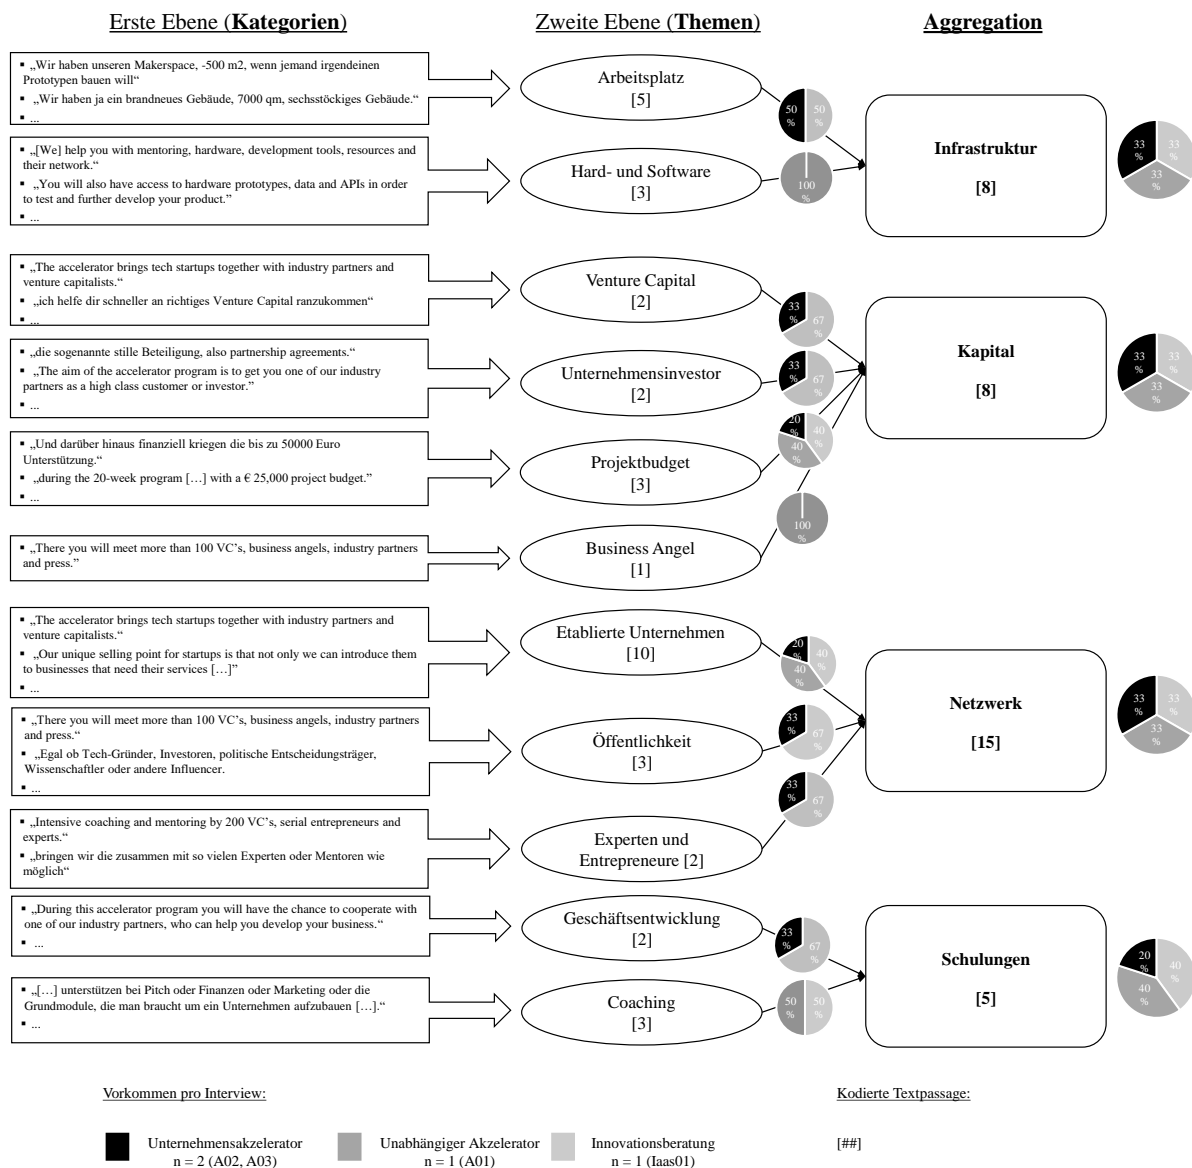 Erste Ebene (Kategorien)
Zweite Ebene (Themen)
Aggregation
▪ „Wir haben unseren Makerspace, -500 m2, wenn jemand irgendeinen
Prototypen bauen will“
▪ „Wir haben ja ein brandneues Gebäude, 7000 qm, sechsstöckiges Gebäude.“
▪ ...
Arbeitsplatz
[5]
50
%
50
%
▪ „[We] help you with mentoring, hardware, development tools, resources and
their network.“
▪ „You will also have access to hardware prototypes, data and APIs in order
to test and further develop your product.”
▪ ...
Hard- und Software
[3]
100
%
Infrastruktur
[8]
33
%
33
%
33
%
▪ „The accelerator brings tech startups together with industry partners and
venture capitalists.“
▪ „ich helfe dir schneller an richtiges Venture Capital ranzukommen“
▪ ...
Venture Capital
[2]
33
%
67
%
▪ „die sogenannte stille Beteiligung, also partnership agreements.“
▪ „The aim of the accelerator program is to get you one of our industry
partners as a high class customer or investor.”
▪ ...
Unternehmensinvestor
[2]
33
%
67
%
Kapital
[8]
33
%
33
%
33
%
▪ „Und darüber hinaus finanziell kriegen die bis zu 50000 Euro
Unterstützung.“
▪ „during the 20-week program […] with a € 25,000 project budget.”
▪ ...
Projektbudget
[3]
20
%
40
%
40
%
▪ „There you will meet more than 100 VC’s, business angels, industry partners
and press.”
Business Angel
[1]
100
%
▪ „The accelerator brings tech startups together with industry partners and
venture capitalists.“
▪ „Our unique selling point for startups is that not only we can introduce them
to businesses that need their services […]”
▪ ...
Etablierte Unternehmen
[10]
20
%
40
%
40
%
▪ „There you will meet more than 100 VC’s, business angels, industry partners
and press.“
▪ „Egal ob Tech-Gründer, Investoren, politische Entscheidungsträger,
Wissenschaftler oder andere Influencer.
▪ ...
Öffentlichkeit
[3]
33
%
67
%
Netzwerk
[15]
33
%
33
%
33
%
▪ „Intensive coaching and mentoring by 200 VC’s, serial entrepreneurs and
experts.“
▪ „bringen wir die zusammen mit so vielen Experten oder Mentoren wie
möglich“
Experten und
Entrepreneure [2]
33
%
67
%
▪ „During this accelerator program you will have the chance to cooperate with
one of our industry partners, who can help you develop your business.“
▪ ...
Geschäftsentwicklung
[2]
33
%
67
%
▪ „[…] unterstützen bei Pitch oder Finanzen oder Marketing oder die
Grundmodule, die man braucht um ein Unternehmen aufzubauen […].“
▪ ...
Coaching
[3]
50
%
50
%
Schulungen
[5]
20
%
40
%
40
%
Vorkommen pro Interview:
Kodierte Textpassage:
Unternehmensakzelerator
n = 2 (A02, A03)
Unabhängiger Akzelerator
n = 1 (A01)
Innovationsberatung
n = 1 (Iaas01)
[##]